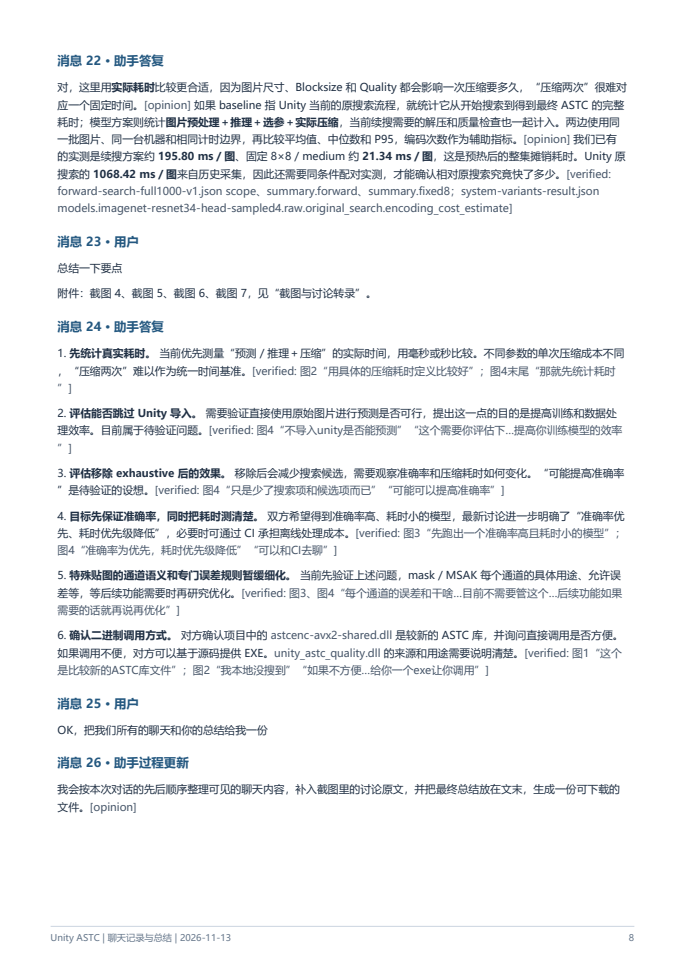 消息 22 • 助手答复
对，这里用实际耗时比较更合适，因为图片尺寸、Blocksize 和 Quality 都会影响一次压缩要多久，“压缩两次”很难对
应一个固定时间。[opinion] 如果 baseline 指 Unity 当前的原搜索流程，就统计它从开始搜索到得到最终 ASTC 的完整
耗时；模型方案则统计图片预处理 + 推理 + 选参 + 实际压缩，当前续搜需要的解压和质量检查也一起计入。两边使用同
一批图片、同一台机器和相同计时边界，再比较平均值、中位数和 P95，编码次数作为辅助指标。[opinion] 我们已有
的实测是续搜方案约 195.80 ms / 图、固定 8×8 / medium 约 21.34 ms / 图，这是预热后的整集摊销耗时。Unity 原
搜索的 1068.42 ms / 图来自历史采集，因此还需要同条件配对实测，才能确认相对原搜索究竟快了多少。[verified:
forward-search-full1000-v1.json scope、summary.forward、summary.fixed8；system-variants-result.json
models.imagenet-resnet34-head-sampled4.raw.original_search.encoding_cost_estimate]
消息 23 • 用户
总结一下要点
附件：截图 4、截图 5、截图 6、截图 7，见“截图与讨论转录”。
消息 24 • 助手答复
1. 先统计真实耗时。 当前优先测量“预测 / 推理 + 压缩”的实际时间，用毫秒或秒比较。不同参数的单次压缩成本不同
，“压缩两次”难以作为统一时间基准。[verified: 图2“用具体的压缩耗时定义比较好”；图4末尾“那就先统计耗时
”]
2. 评估能否跳过 Unity 导入。 需要验证直接使用原始图片进行预测是否可行，提出这一点的目的是提高训练和数据处
理效率。目前属于待验证问题。[verified: 图4“不导入unity是否能预测”“这个需要你评估下…提高你训练模型的效率
”]
3. 评估移除 exhaustive 后的效果。 移除后会减少搜索候选，需要观察准确率和压缩耗时如何变化。“可能提高准确率
”是待验证的设想。[verified: 图4“只是少了搜索项和候选项而已”“可能可以提高准确率”]
4. 目标先保证准确率，同时把耗时测清楚。 双方希望得到准确率高、耗时小的模型，最新讨论进一步明确了“准确率优
先、耗时优先级降低”，必要时可通过 CI 承担离线处理成本。[verified: 图3“先跑出一个准确率高且耗时小的模型”；
图4“准确率为优先，耗时优先级降低”“可以和CI去聊”]
5. 特殊贴图的通道语义和专门误差规则暂缓细化。 当前先验证上述问题，mask / MSAK 每个通道的具体用途、允许误
差等，等后续功能需要时再研究优化。[verified: 图3、图4“每个通道的误差和干啥…目前不需要管这个…后续功能如果
需要的话就再说再优化”]
6. 确认二进制调用方式。 对方确认项目中的 astcenc-avx2-shared.dll 是较新的 ASTC 库，并询问直接调用是否方便。
如果调用不便，对方可以基于源码提供 EXE。unity_astc_quality.dll 的来源和用途需要说明清楚。[verified: 图1“这个
是比较新的ASTC库文件”；图2“我本地没搜到”“如果不方便…给你一个exe让你调用”]
消息 25 • 用户
OK，把我们所有的聊天和你的总结给我一份
消息 26 • 助手过程更新
我会按本次对话的先后顺序整理可见的聊天内容，补入截图里的讨论原文，并把最终总结放在文末，生成一份可下载的
文件。[opinion]
Unity ASTC | 聊天记录与总结 | 2026-11-13
8